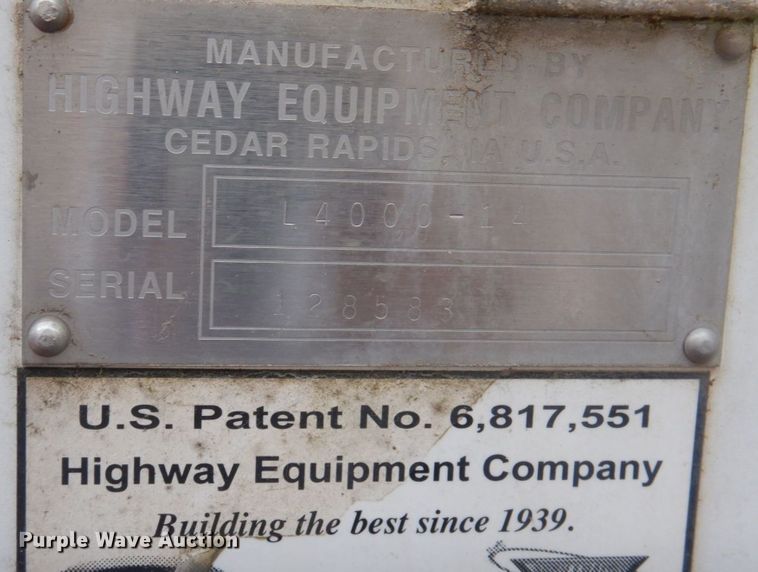 MANUFACTURED BY
HIGHWAY EQUIPMENT COMPANY
CEDAR RAPIDS, IA U.S.A.
MODEL L4000-14
SERIAL 128583
U.S. Patent No. 6,817,551
Highway Equipment Company
Building the best since 1939.
Purple Wave Auction